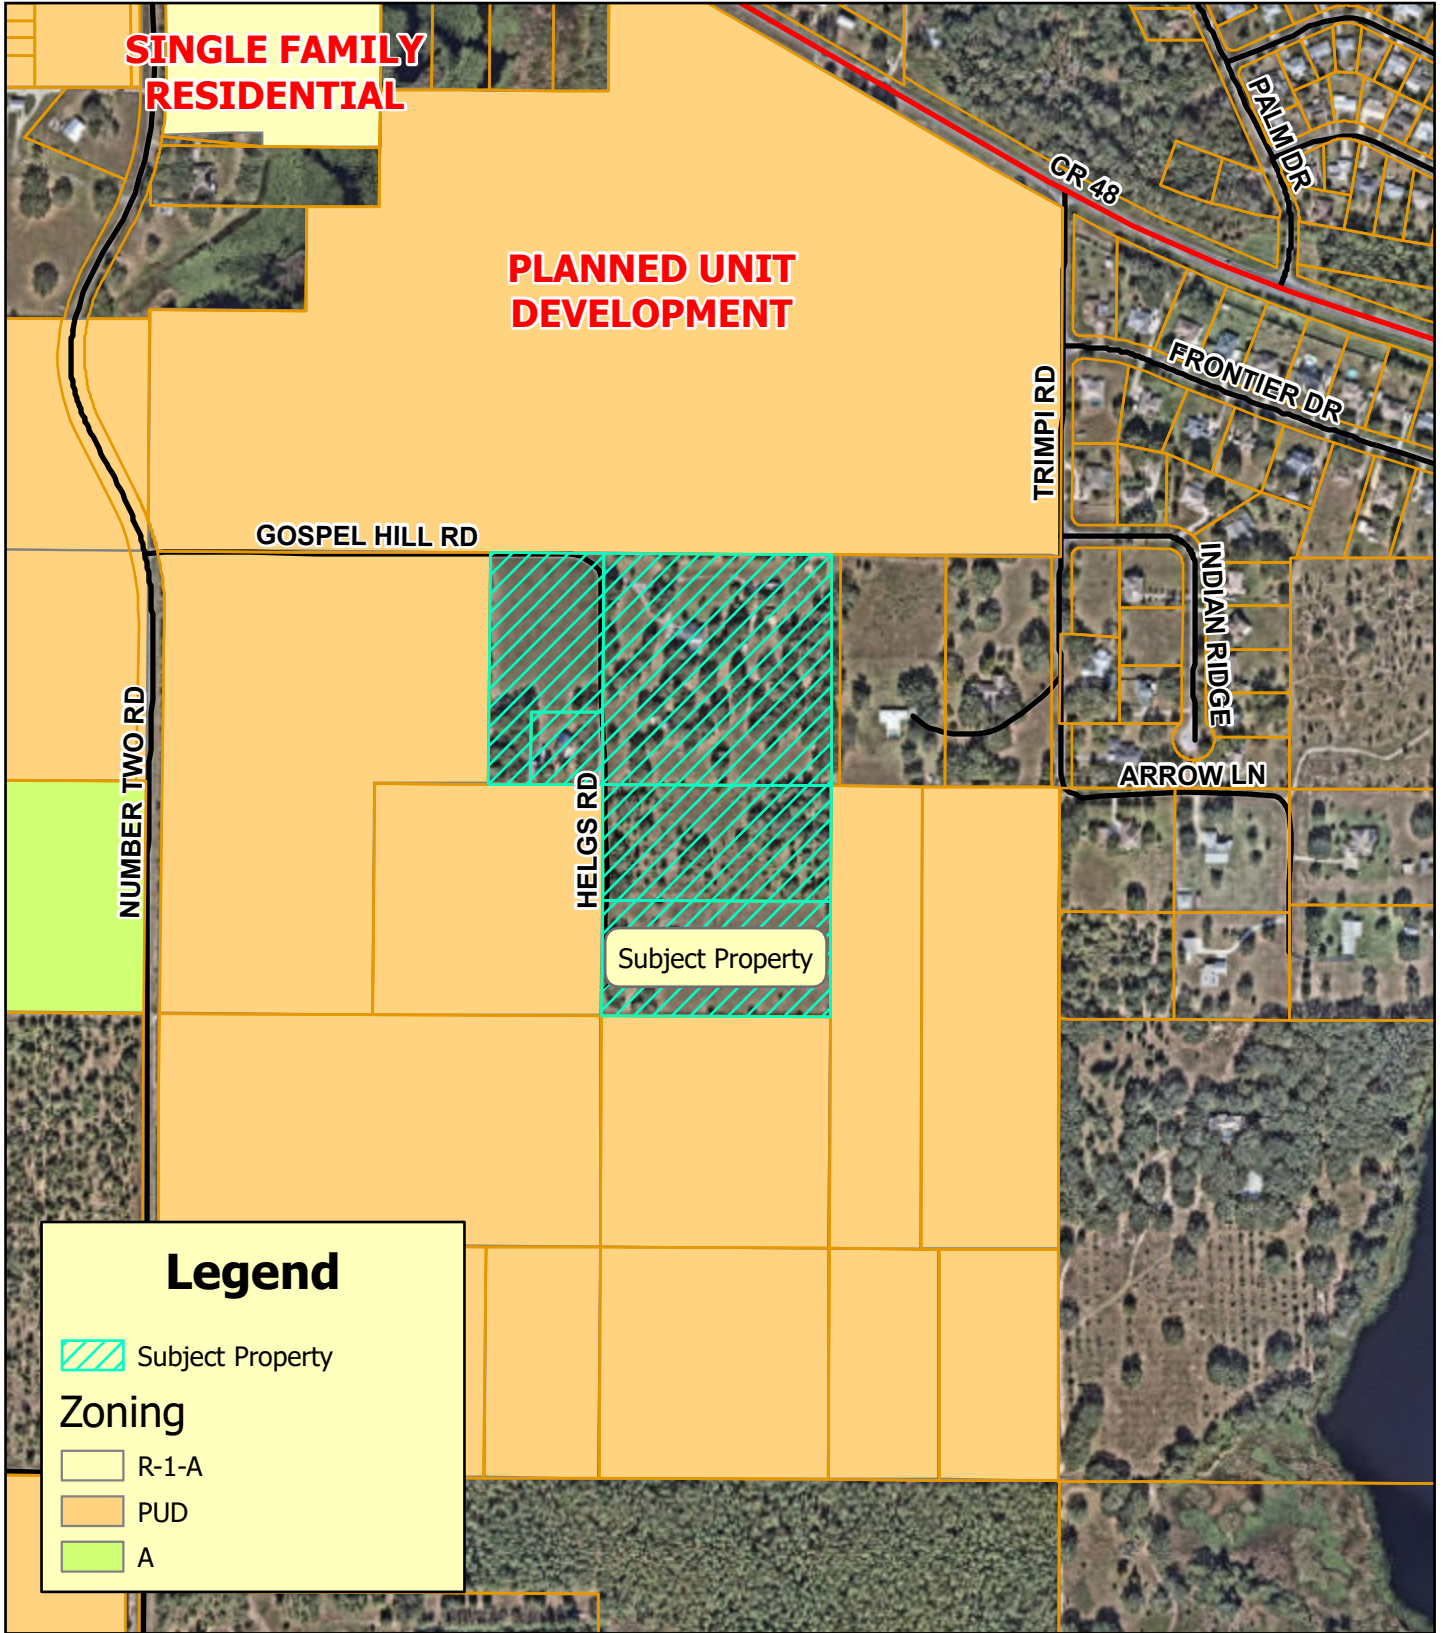 SINGLE FAMILY
RESIDENTIAL
PALM DR
CR 48
PLANNED UNIT
DEVELOPMENT
FRONTIER DR
TRIMPI RD
GOSPEL HILL RD
INDIAN RIDGE
NUMBER TWO RD
HELGS RD
ARROW LN
Subject Property
Legend
Subject Property
Zoning
R-1-A
PUD
A